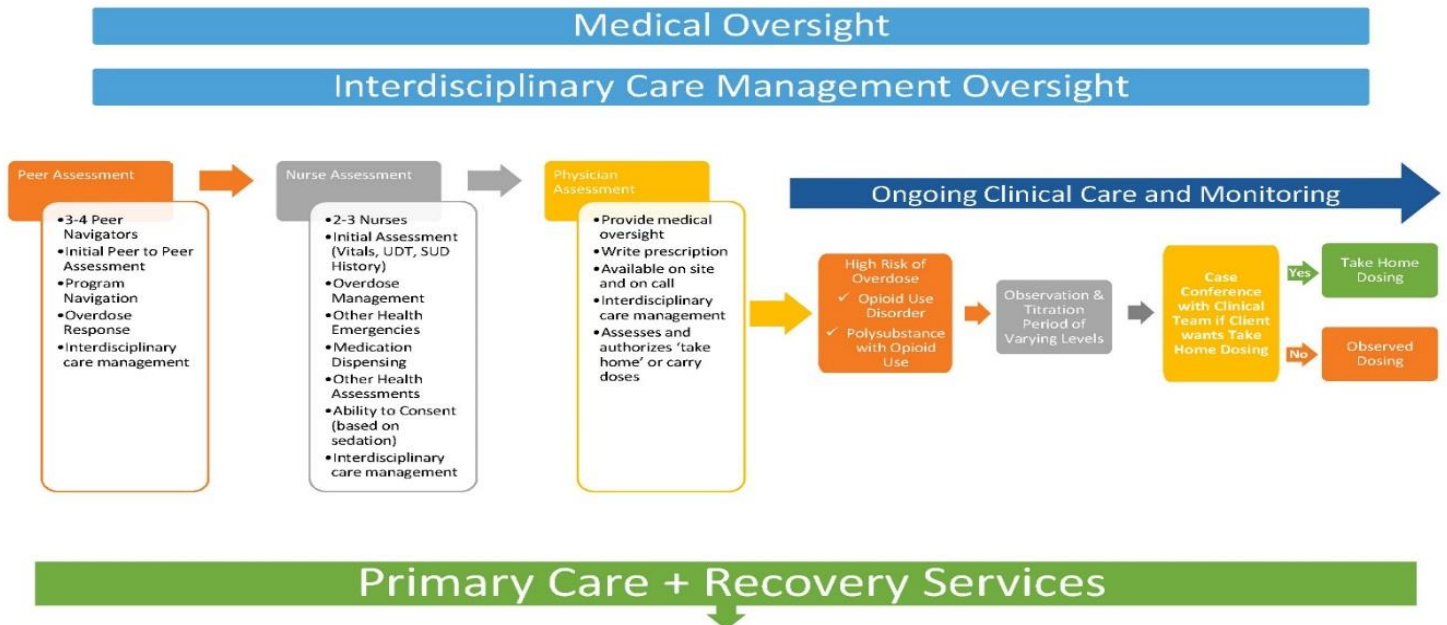 Medical Oversight
Interdisciplinary Care Management Oversight
Peer Assessment
•3-4 Peer
Navigators
•Initial Peer to Peer
Assessment
•Program
Navigation
•Overdose
Response
•Interdisciplinary
care management
Nurse Assessment
•2-3 Nurses
•Initial Assessment
(Vitals, UDT, SUD
History)
•Overdose
Management
•Other Health
Emergencies
•Medication
Dispensing
•Other Health
Assessments
•Ability to Consent
(based on
sedation)
•Interdisciplinary
care management
Physician
Assessment
•Provide medical
oversight
•Write prescription
•Available on site
and on call
•Interdisciplinary
care management
•Assesses and
authorizes ‘take
home’ or carry
doses
Ongoing Clinical Care and Monitoring
High Risk of
Overdose
✓ Opioid Use
Disorder
✓ Polysubstance
with Opioid
Use
Observation &
Titration
Period of
Varying Levels
Case
Conference
with Clinical
Team if Client
wants Take
Home Dosing
Yes
Take Home
Dosing
No
Observed
Dosing
Primary Care + Recovery Services